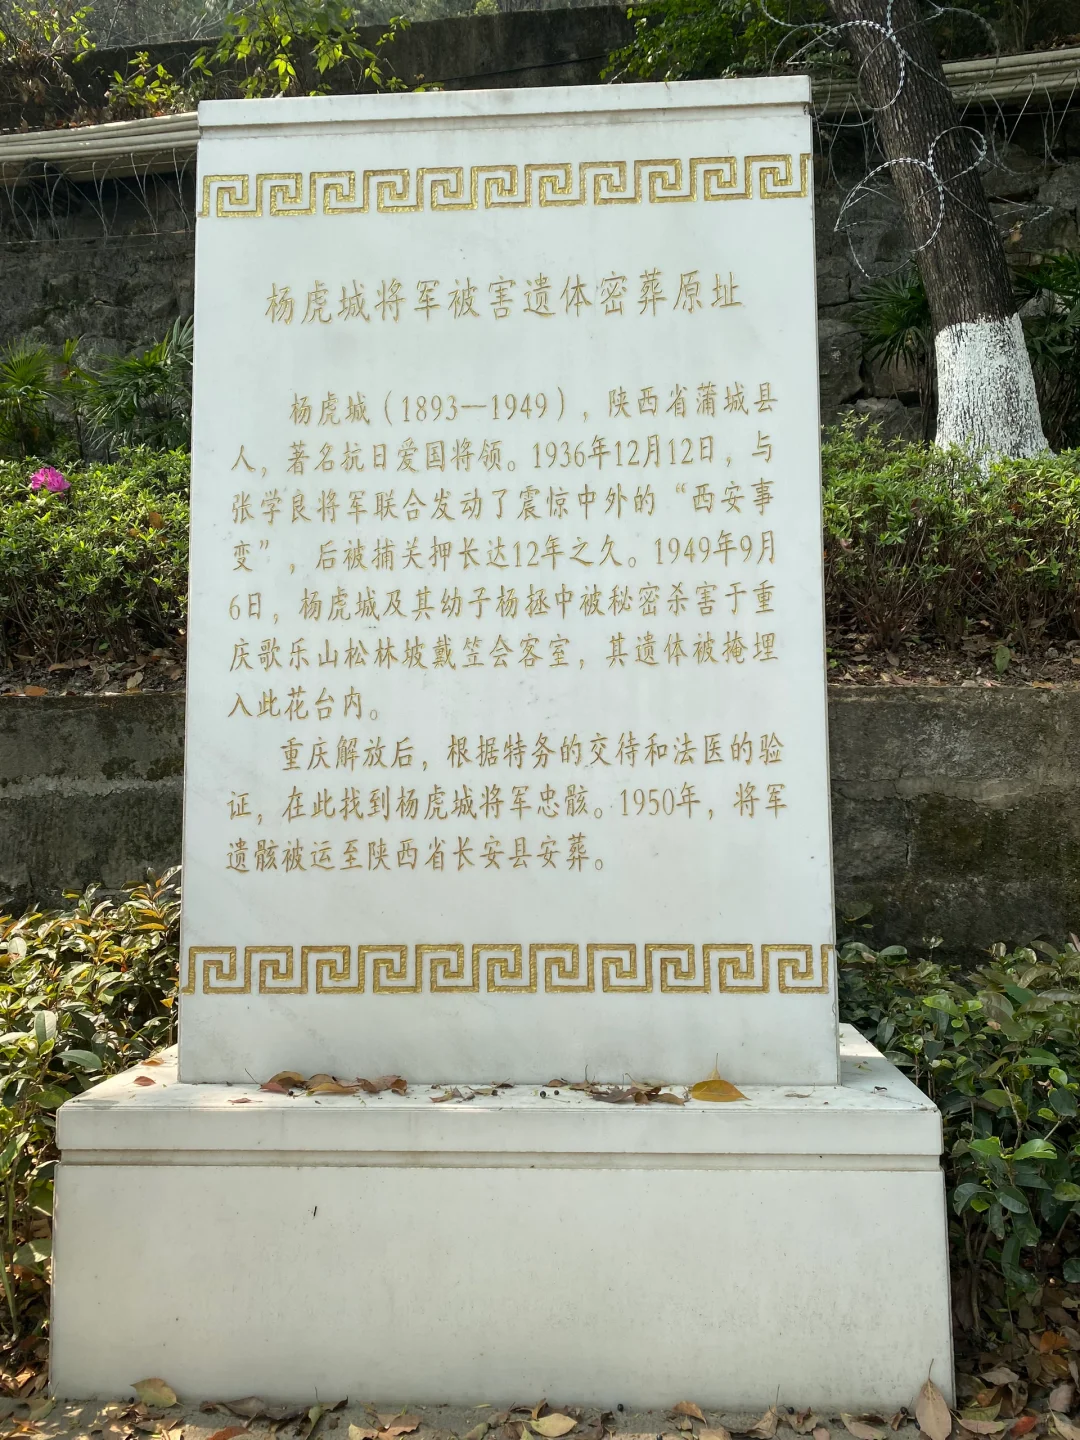 杨虎城将军被害遗体密葬原址
杨虎城（1893—1949），陕西省蒲城县
人，著名抗日爱国将领。1936年12月12日，与
张学良将军联合发动了震惊中外的“西安事
变”，后被捕关押长达12年之久。1949年9月
6日，杨虎城及其幼子杨拯中被秘密杀害于重
庆歌乐山松林坡戴笠会客室，其遗体被掩埋
入此花台内。
重庆解放后，根据特务的交待和法医的验
证，在此找到杨虎城将军忠骸。1950年，将军
遗骸被运至陕西省长安县安葬。